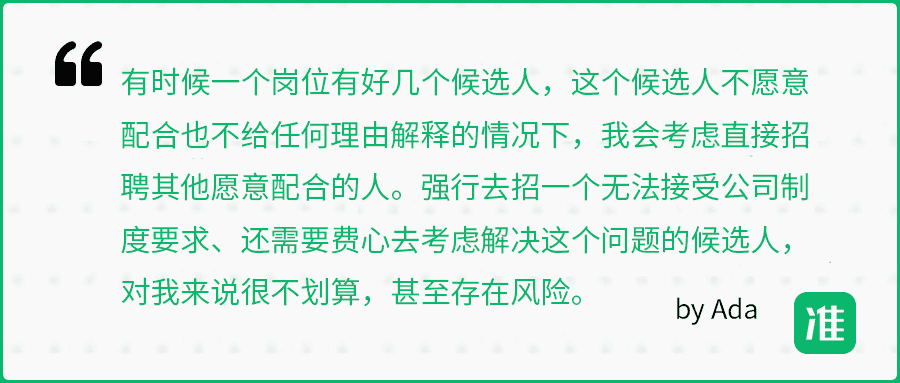 有时候一个岗位有好几个候选人，这个候选人不愿意
配合也不给任何理由解释的情况下，我会考虑直接招
聘其他愿意配合的人。强行去招一个无法接受公司制
度要求、还需要费心去考虑解决这个问题的候选人，
对我来说很不划算，甚至存在风险。
by Ada
准